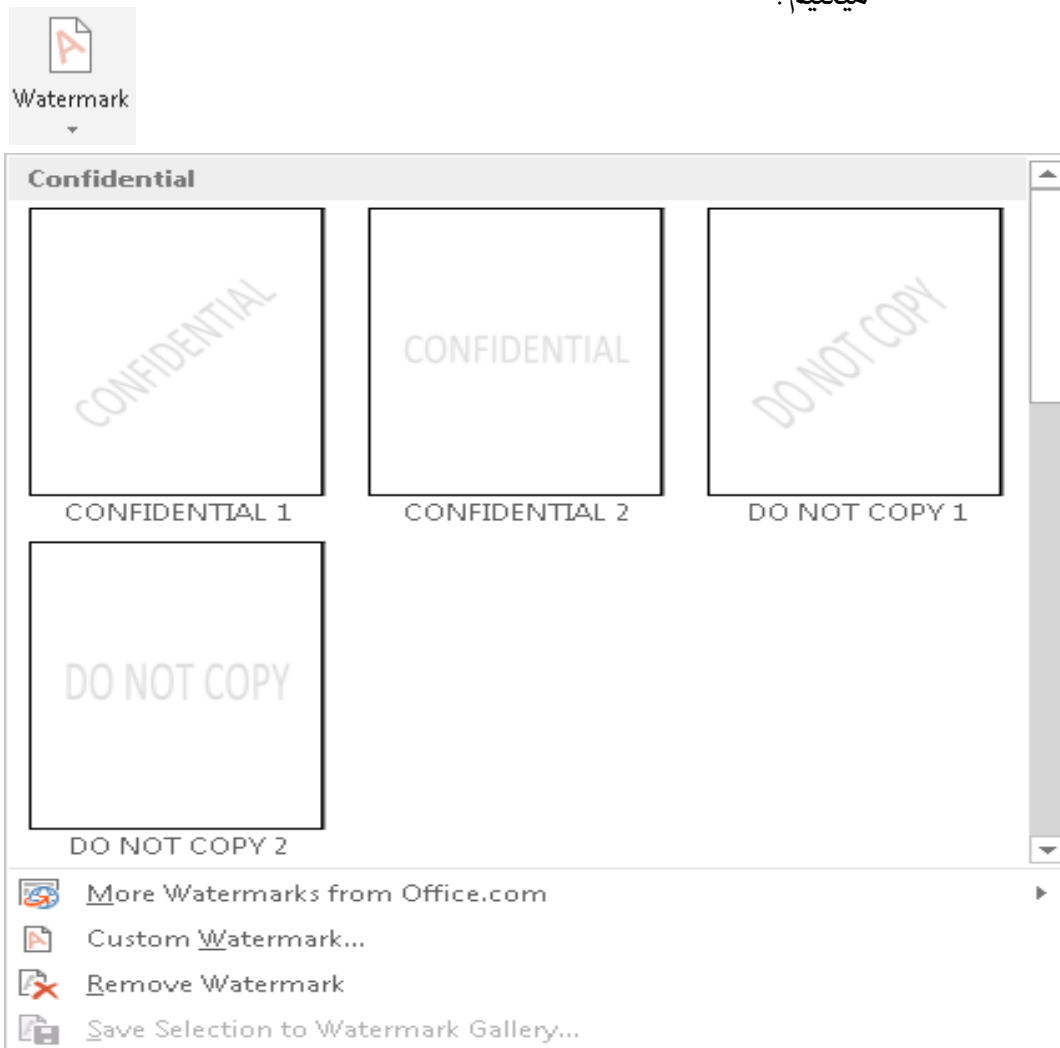 Watermark
Confidential
CONFIDENTIAL
CONFIDENTIAL
DO NOT COPY
CONFIDENTIAL 1
CONFIDENTIAL 2
DO NOT COPY 1
DO NOT COPY
DO NOT COPY 2
More Watermarks from Office.com
Custom Watermark...
Remove Watermark
Save Selection to Watermark Gallery...